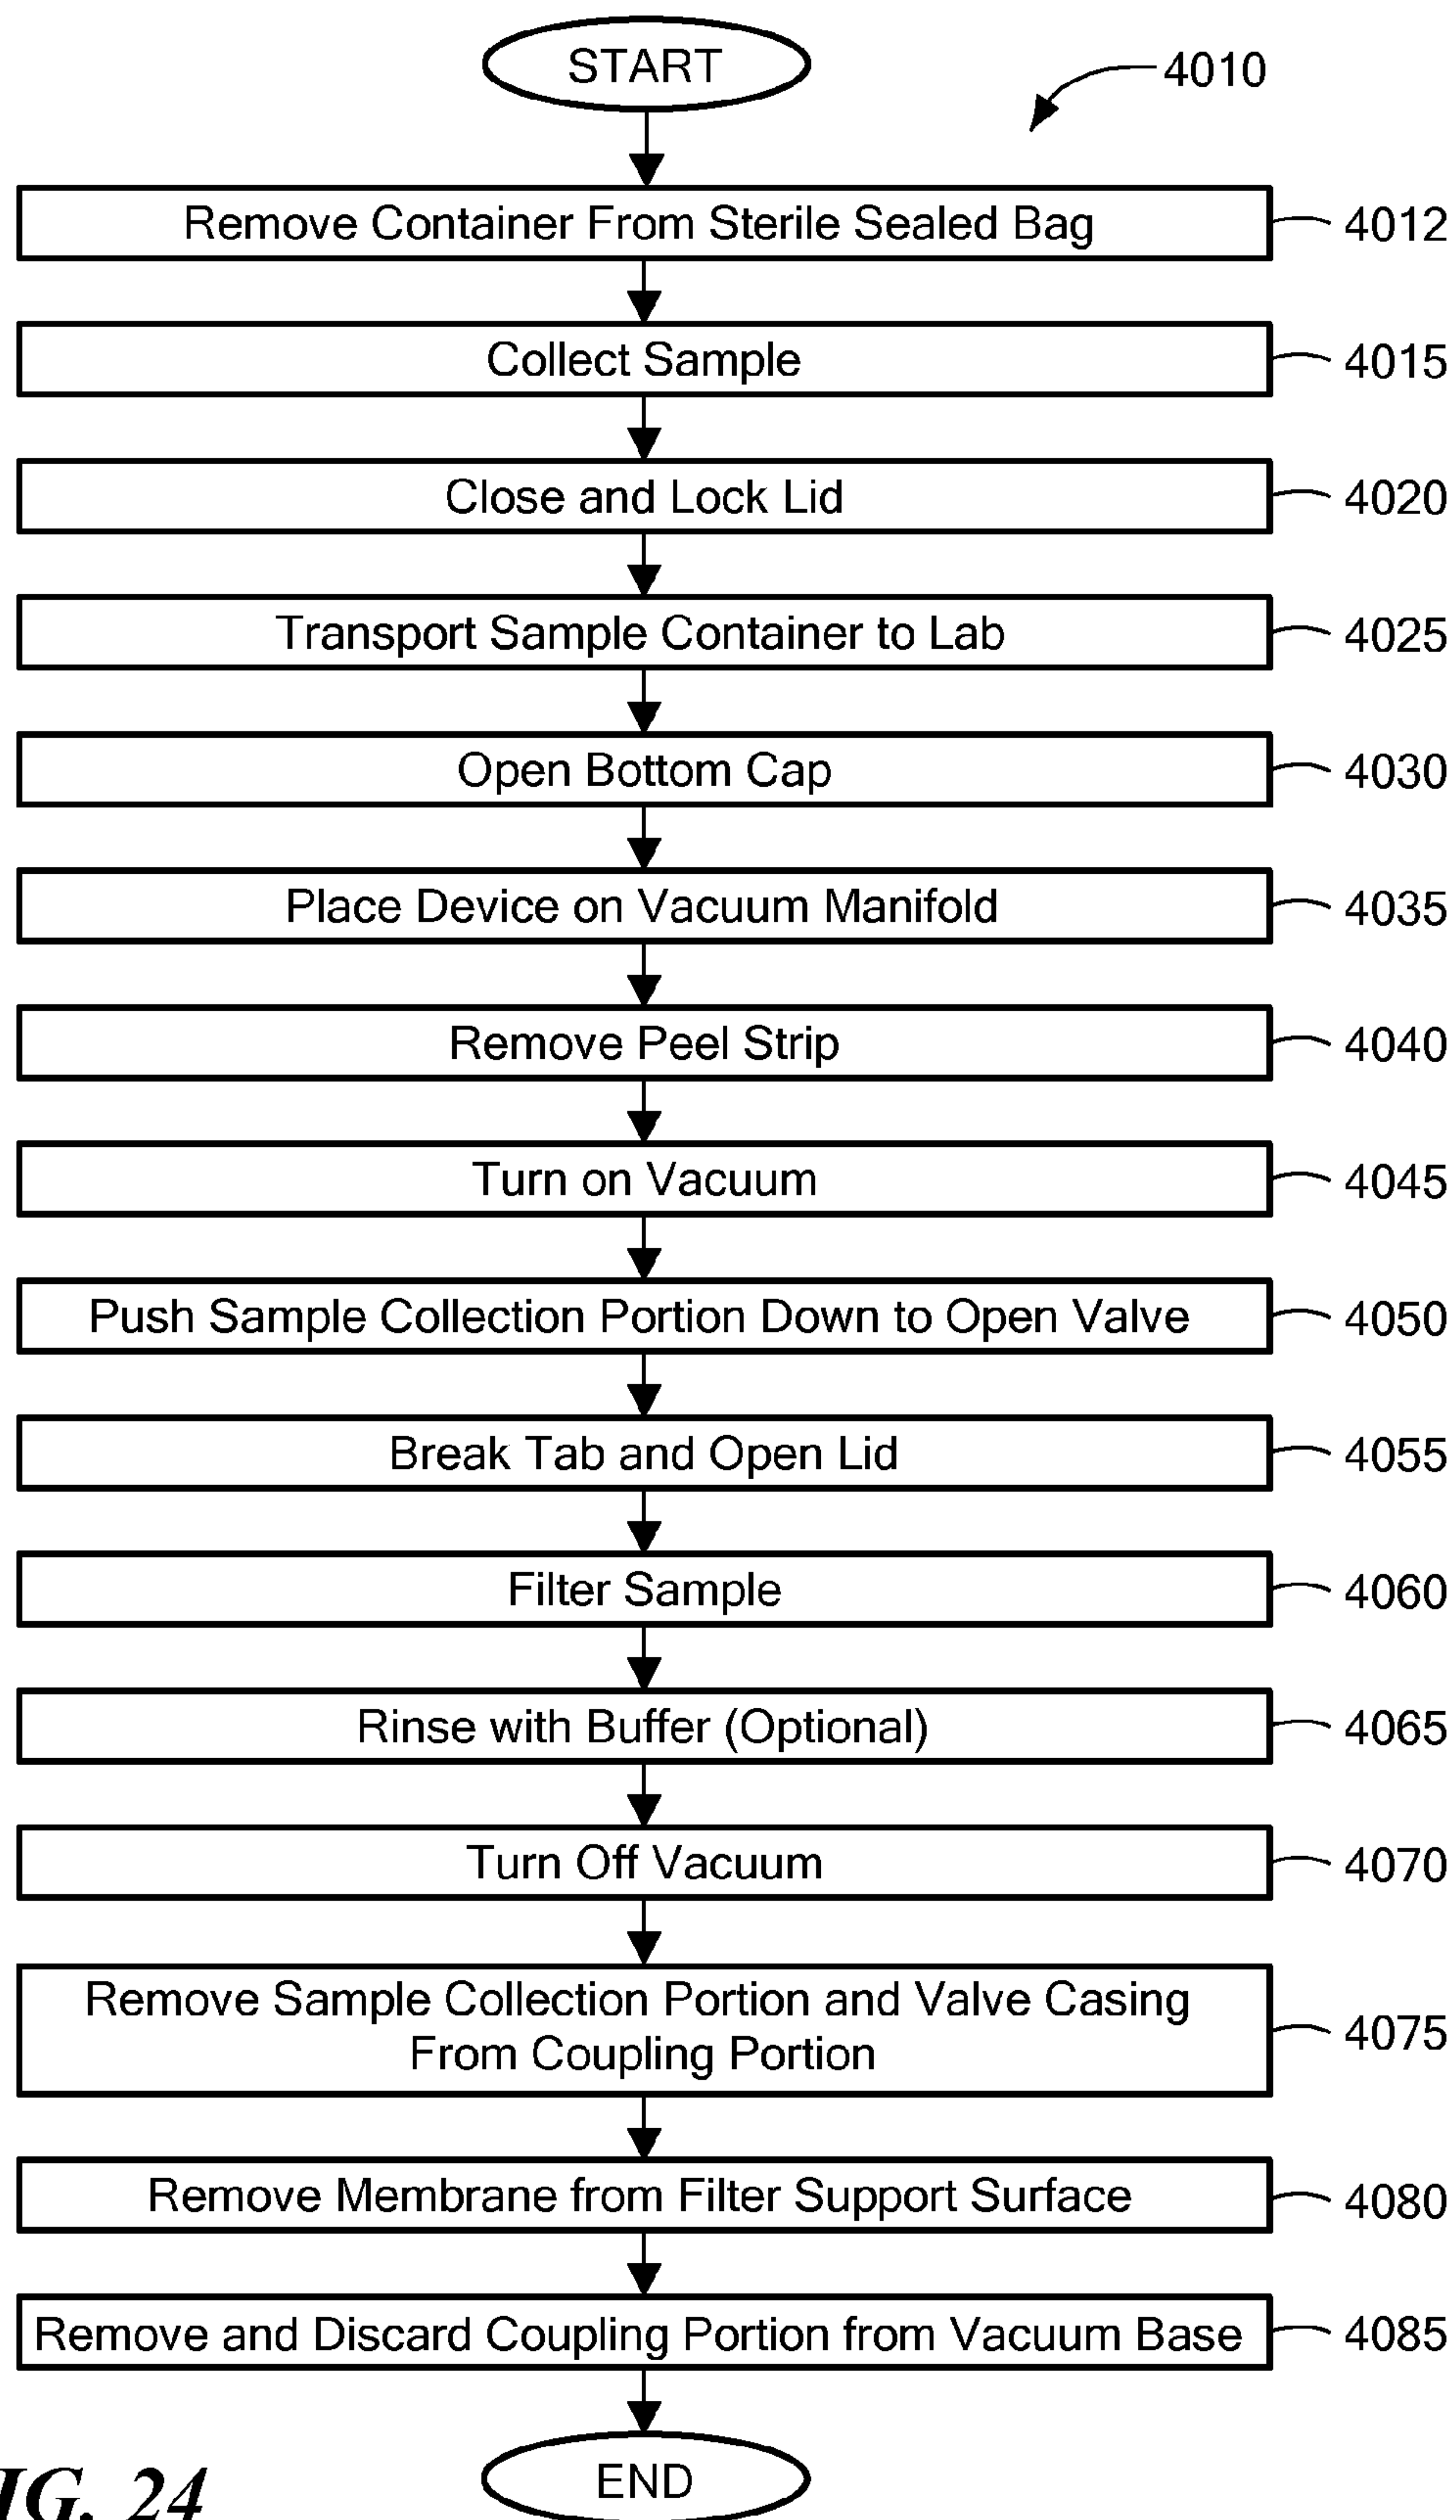 START
4010
Remove Container From Sterile Sealed Bag 4012
Collect Sample 4015
Close and Lock Lid 4020
Transport Sample Container to Lab 4025
Open Bottom Cap 4030
Place Device on Vacuum Manifold 4035
Remove Peel Strip 4040
Turn on Vacuum 4045
Push Sample Collection Portion Down to Open Valve 4050
Break Tab and Open Lid 4055
Filter Sample 4060
Rinse with Buffer (Optional) 4065
Turn Off Vacuum 4070
Remove Sample Collection Portion and Valve Casing
From Coupling Portion 4075
Remove Membrane from Filter Support Surface 4080
Remove and Discard Coupling Portion from Vacuum Base 4085
END
IG. 24